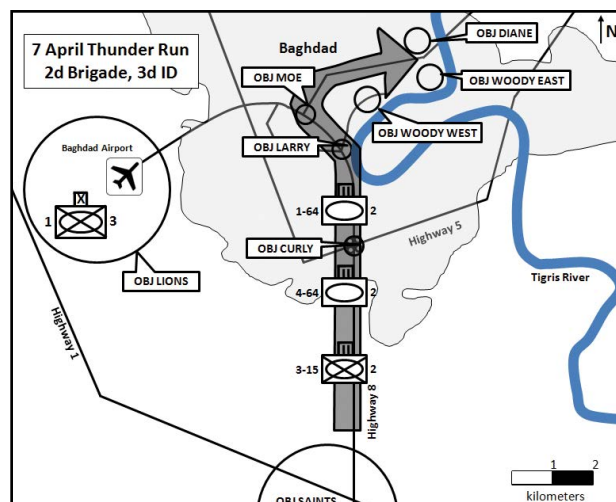 7 April Thunder Run
2d Brigade, 3d ID
Baghdad
OBJ DIANE
N
OBJ MOE
OBJ WOODY EAST
OBJ WOODY WEST
Baghdad Airport
OBJ LARRY
X
1
3
1-64
2
OBJ CURLY
Highway 5
OBJ LIONS
Tigris River
4-64
2
Highway 1
3-15
2
Highway 8
OBJ SAINTS
1
2
kilometers